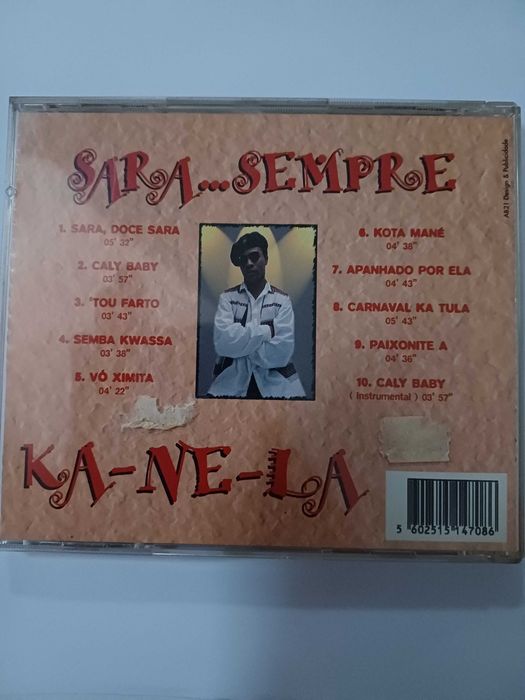 SARA...SEMPRE
1. SARA, DOCE SARA
05' 32"
2. CALY BABY
03' 57"
3. 'TOU FARTO
03' 43"
4. SEMBA KWASSA
03' 38"
5. VÓ XIMITA
04' 22"
6. KOTA MANÉ
04' 38"
7. APANHADO POR ELA
04' 43"
8. CARNAVAL KA TULA
05' 43"
9. PAIXONITE A
04' 36"
10. CALY BABY
( Instrumental ) 03' 57"
KA-NE-LA
5 602515 147086
AB21 Design & Publicidade